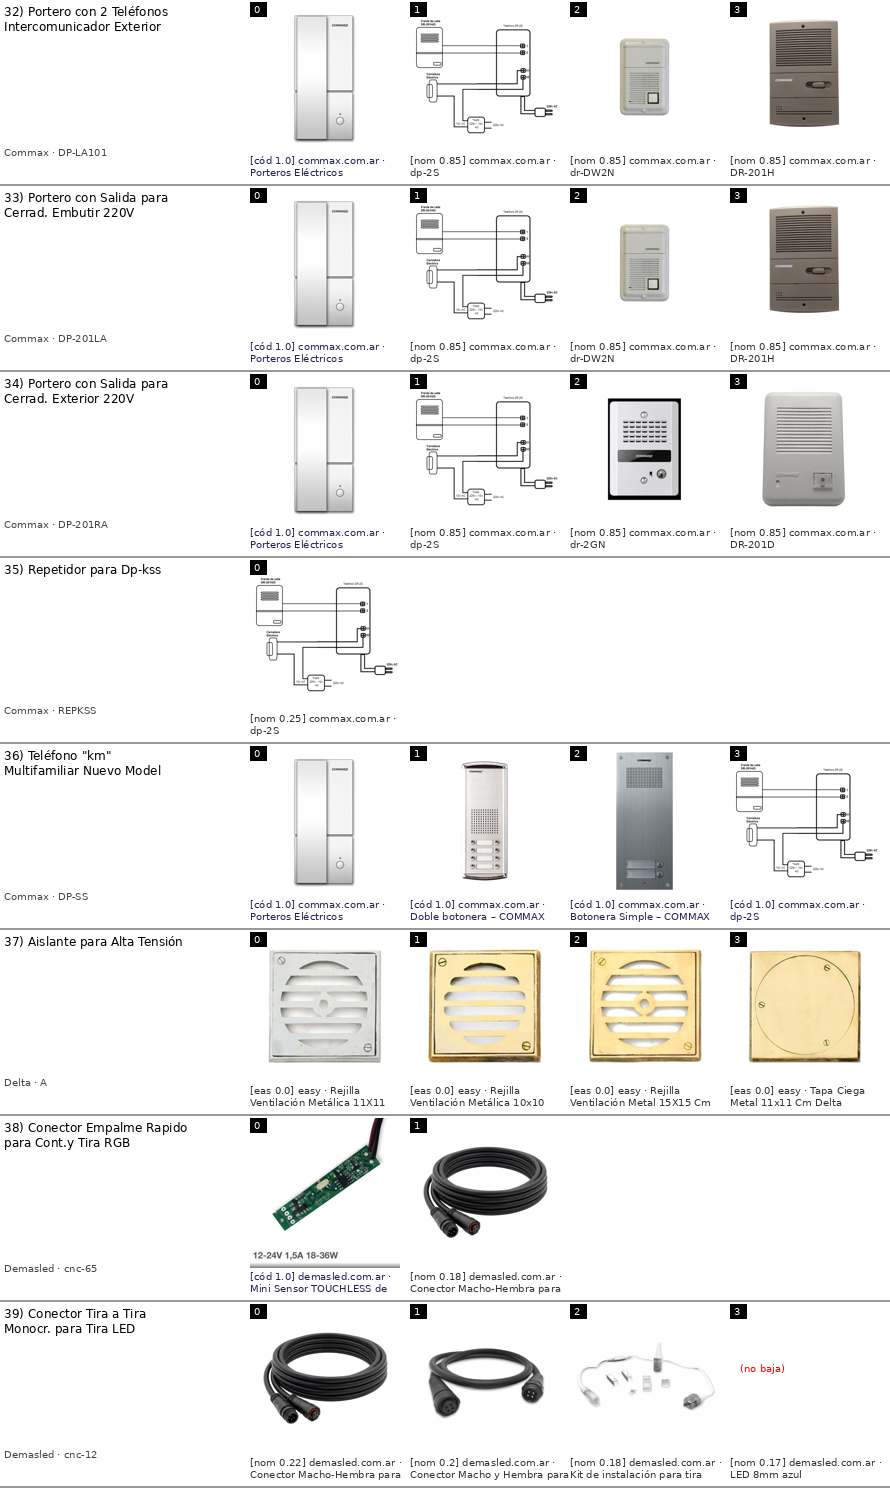 32) Portero con 2 Teléfonos
Intercomunicador Exterior
Commax · DP-LA101
0
1
2
3
[cód 1.0] commax.com.ar ·
Porteros Eléctricos
[nom 0.85] commax.com.ar ·
dp-2S
[nom 0.85] commax.com.ar ·
dr-DW2N
[nom 0.85] commax.com.ar ·
DR-201H
33) Portero con Salida para
Cerrad. Embutir 220V
Commax · DP-201LA
0
1
2
3
[cód 1.0] commax.com.ar ·
Porteros Eléctricos
[nom 0.85] commax.com.ar ·
dp-2S
[nom 0.85] commax.com.ar ·
dr-DW2N
[nom 0.85] commax.com.ar ·
DR-201H
34) Portero con Salida para
Cerrad. Exterior 220V
Commax · DP-201RA
0
1
2
3
[cód 1.0] commax.com.ar ·
Porteros Eléctricos
[nom 0.85] commax.com.ar ·
dp-2S
[nom 0.85] commax.com.ar ·
dr-2GN
[nom 0.85] commax.com.ar ·
DR-201D
35) Repetidor para Dp-kss
Commax · REPKSS
0
[nom 0.25] commax.com.ar ·
dp-2S
36) Teléfono "km"
Multifamiliar Nuevo Model
Commax · DP-SS
0
1
2
3
[cód 1.0] commax.com.ar ·
Porteros Eléctricos
[cód 1.0] commax.com.ar ·
Doble botonera – COMMAX
[cód 1.0] commax.com.ar ·
Botonera Simple – COMMAX
[cód 1.0] commax.com.ar ·
dp-2S
37) Aislante para Alta Tensión
Delta · A
0
1
2
3
[eas 0.0] easy · Rejilla
Ventilación Metálica 11X11
[eas 0.0] easy · Rejilla
Ventilación Metálica 10x10
[eas 0.0] easy · Rejilla
Ventilación Metal 15X15 Cm
[eas 0.0] easy · Tapa Ciega
Metal 11x11 Cm Delta
38) Conector Empalme Rapido
para Cont.y Tira RGB
Demasled · cnc-65
0
1
12-24V 1,5A 18-36W
[cód 1.0] demasled.com.ar ·
Mini Sensor TOUCHLESS de
[nom 0.18] demasled.com.ar ·
Conector Macho-Hembra para
39) Conector Tira a Tira
Monocr. para Tira LED
Demasled · cnc-12
0
1
2
3
(no baja)
[nom 0.22] demasled.com.ar ·
Conector Macho-Hembra para
[nom 0.2] demasled.com.ar ·
Conector Macho y Hembra para
[nom 0.18] demasled.com.ar ·
Kit de instalación para tira
[nom 0.17] demasled.com.ar ·
LED 8mm azul